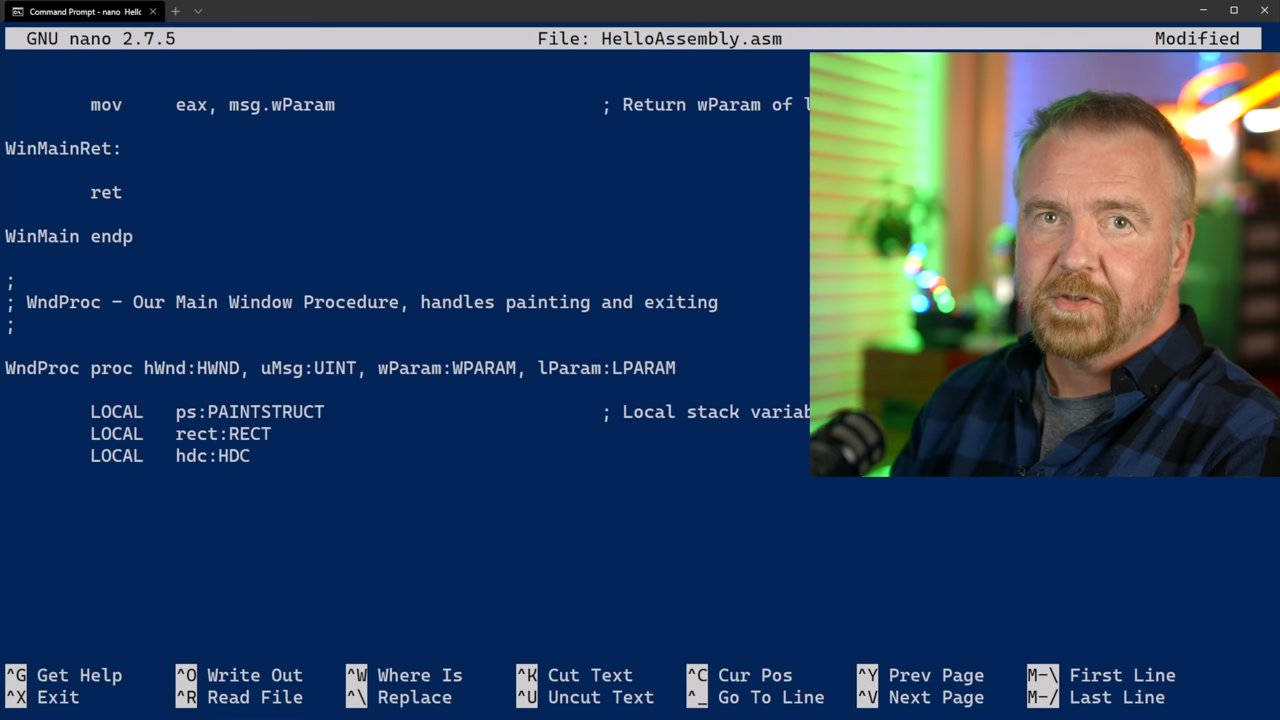 Command Prompt - nano Hello
GNU nano 2.7.5 File: HelloAssembly.asm Modified
mov eax, msg.wParam ; Return wParam of
WinMainRet:
ret
WinMain endp
;
; WndProc - Our Main Window Procedure, handles painting and exiting
;
WndProc proc hWnd:HWND, uMsg:UINT, wParam:WPARAM, lParam:LPARAM
LOCAL ps:PAINTSTRUCT ; Local stack
LOCAL rect:RECT
LOCAL hdc:HDC
^G Get Help ^O Write Out ^W Where Is ^K Cut Text ^C Cur Pos ^Y Prev Page M-\ First Line
^X Exit ^R Read File ^\ Replace ^U Uncut Text ^_ Go To Line ^V Next Page M-/ Last Line